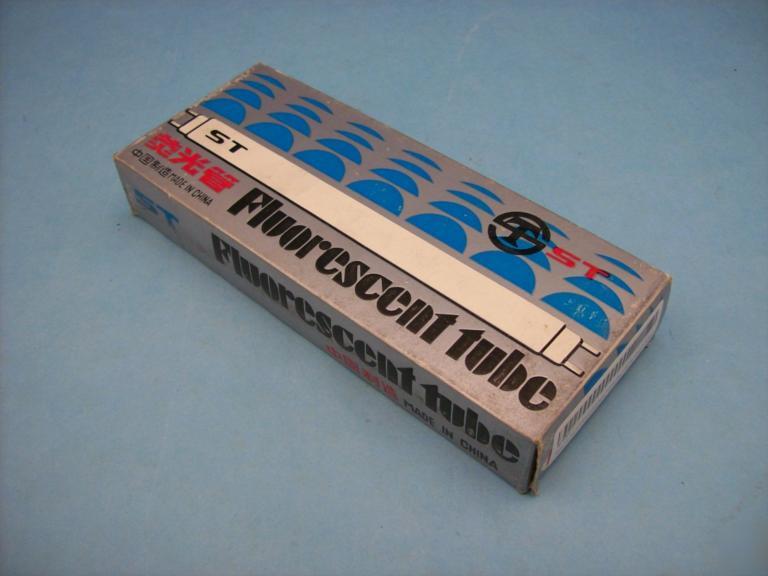 ST
荧光管
中国制造 MADE IN CHINA
Fluorescent tube
ST
ST
Fluorescent tube
中国制造 MADE IN CHINA